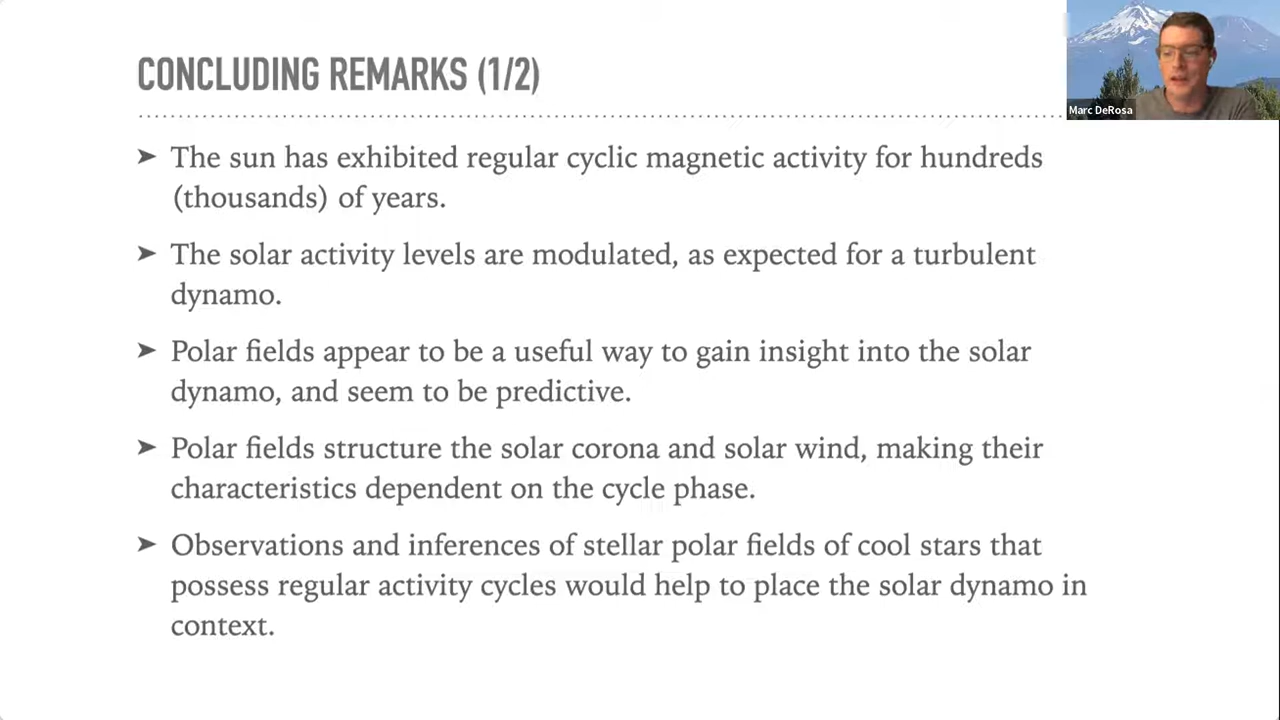 CONCLUDING REMARKS (1/2)
Marc DeRosa
➤ The sun has exhibited regular cyclic magnetic activity for hundreds
(thousands) of years.
➤ The solar activity levels are modulated, as expected for a turbulent
dynamo.
➤ Polar fields appear to be a useful way to gain insight into the solar
dynamo, and seem to be predictive.
➤ Polar fields structure the solar corona and solar wind, making their
characteristics dependent on the cycle phase.
➤ Observations and inferences of stellar polar fields of cool stars that
possess regular activity cycles would help to place the solar dynamo in
context.